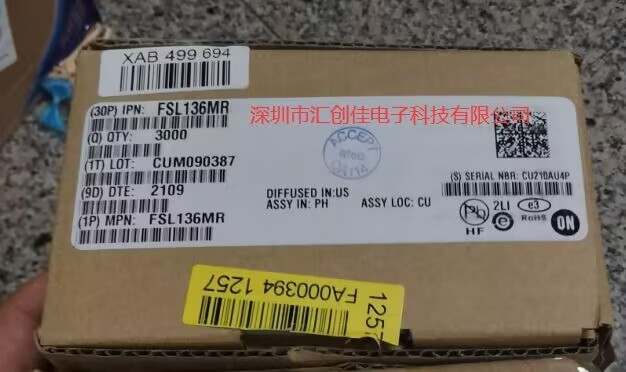 XAB 499 694
(30P) IPN: FSL136MR
深圳市汇创佳电子科技有限公司
(Q) QTY: 3000
(1T) LOT: CUM090387
(9D) DTE: 2109
(1P) MPN: FSL136MR
ACCEPT
DIFFUSED IN:US
ASSY IN: PH
ASSY LOC: CU
(S) SERIAL NBR: CU210AU4P
HF
2LI
e
e3
RoHS
ON
FA000394 1257
1257